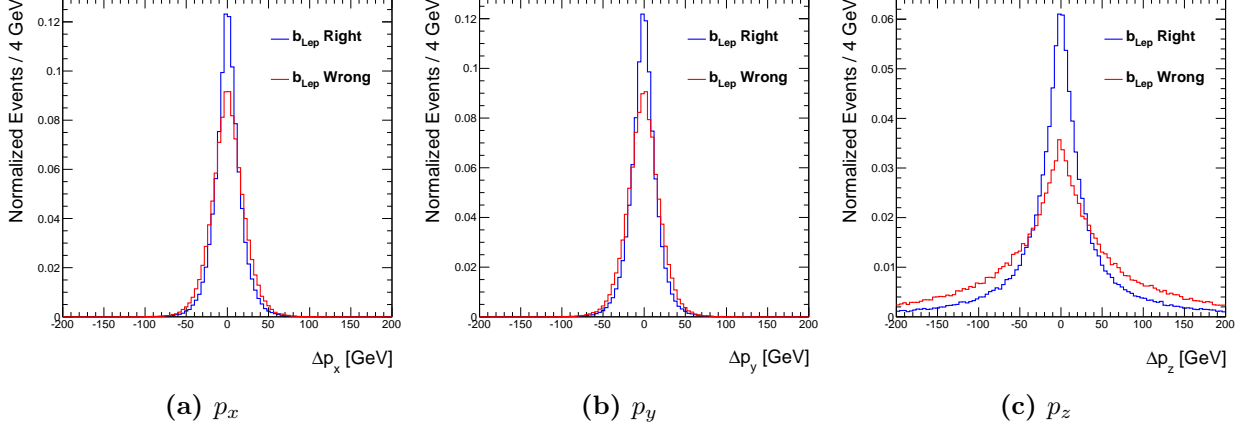 Normalized Events / 4 GeV
0.12
0.1
0.08
0.06
0.04
0.02
0
-200 -150 -100 -50 0 50 100 150 200
Δp_x [GeV]
b_Lep Right
b_Lep Wrong
(a) p_x
Normalized Events / 4 GeV
0.12
0.1
0.08
0.06
0.04
0.02
0
-200 -150 -100 -50 0 50 100 150 200
Δp_y [GeV]
b_Lep Right
b_Lep Wrong
(b) p_y
Normalized Events / 4 GeV
0.06
0.05
0.04
0.03
0.02
0.01
0
-200 -150 -100 -50 0 50 100 150 200
Δp_z [GeV]
b_Lep Right
b_Lep Wrong
(c) p_z